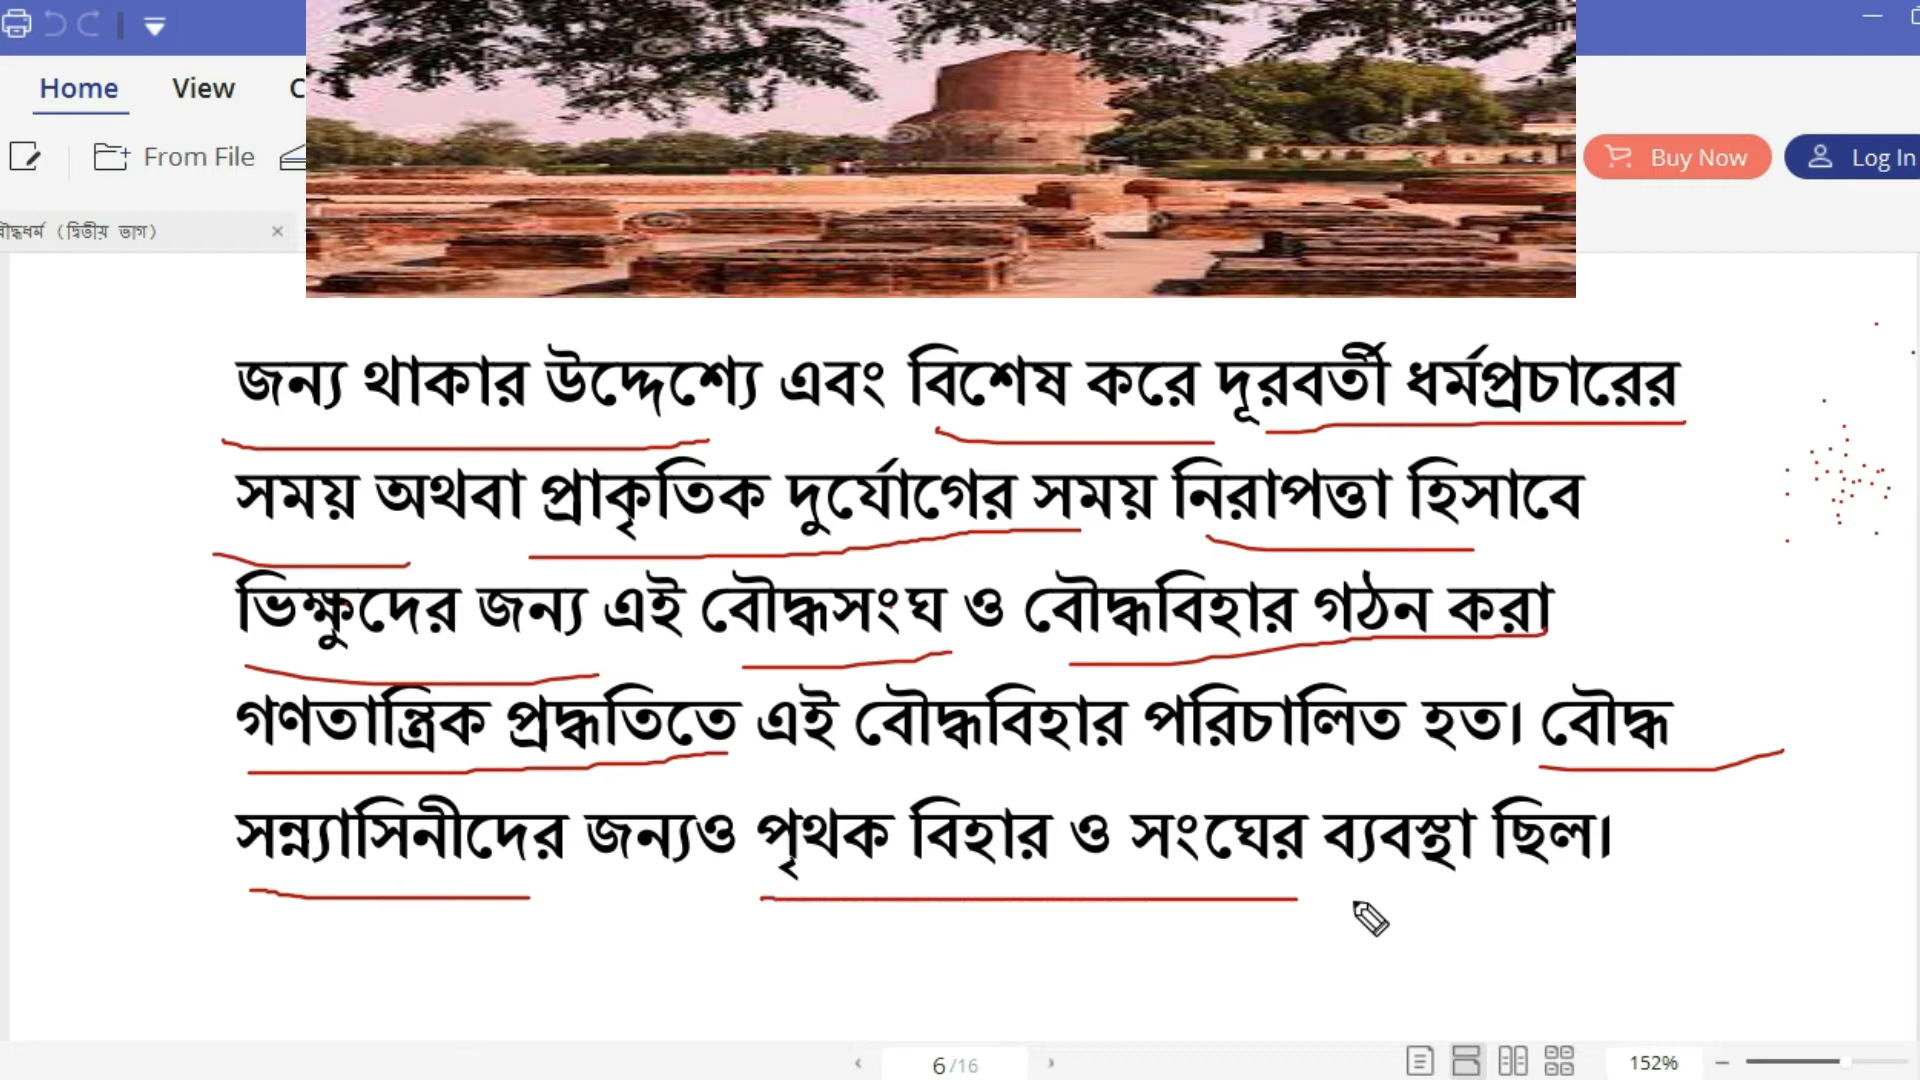 Home View
From File
Buy Now Log In
(দ্বিতীয় ভাগ)
জন্য থাকার উদ্দেশ্যে এবং বিশেষ করে দূরবর্তী ধর্মপ্রচারের
সময় অথবা প্রাকৃতিক দুর্যোগের সময় নিরাপত্তা হিসাবে
ভিক্ষুদের জন্য এই বৌদ্ধসংঘ ও বৌদ্ধবিহার গঠন করা
গণতান্ত্রিক প্রদ্ধতিতে এই বৌদ্ধবিহার পরিচালিত হত। বৌদ্ধ
সন্ন্যাসিনীদের জন্যও পৃথক বিহার ও সংঘের ব্যবস্থা ছিল।
6/16 152%